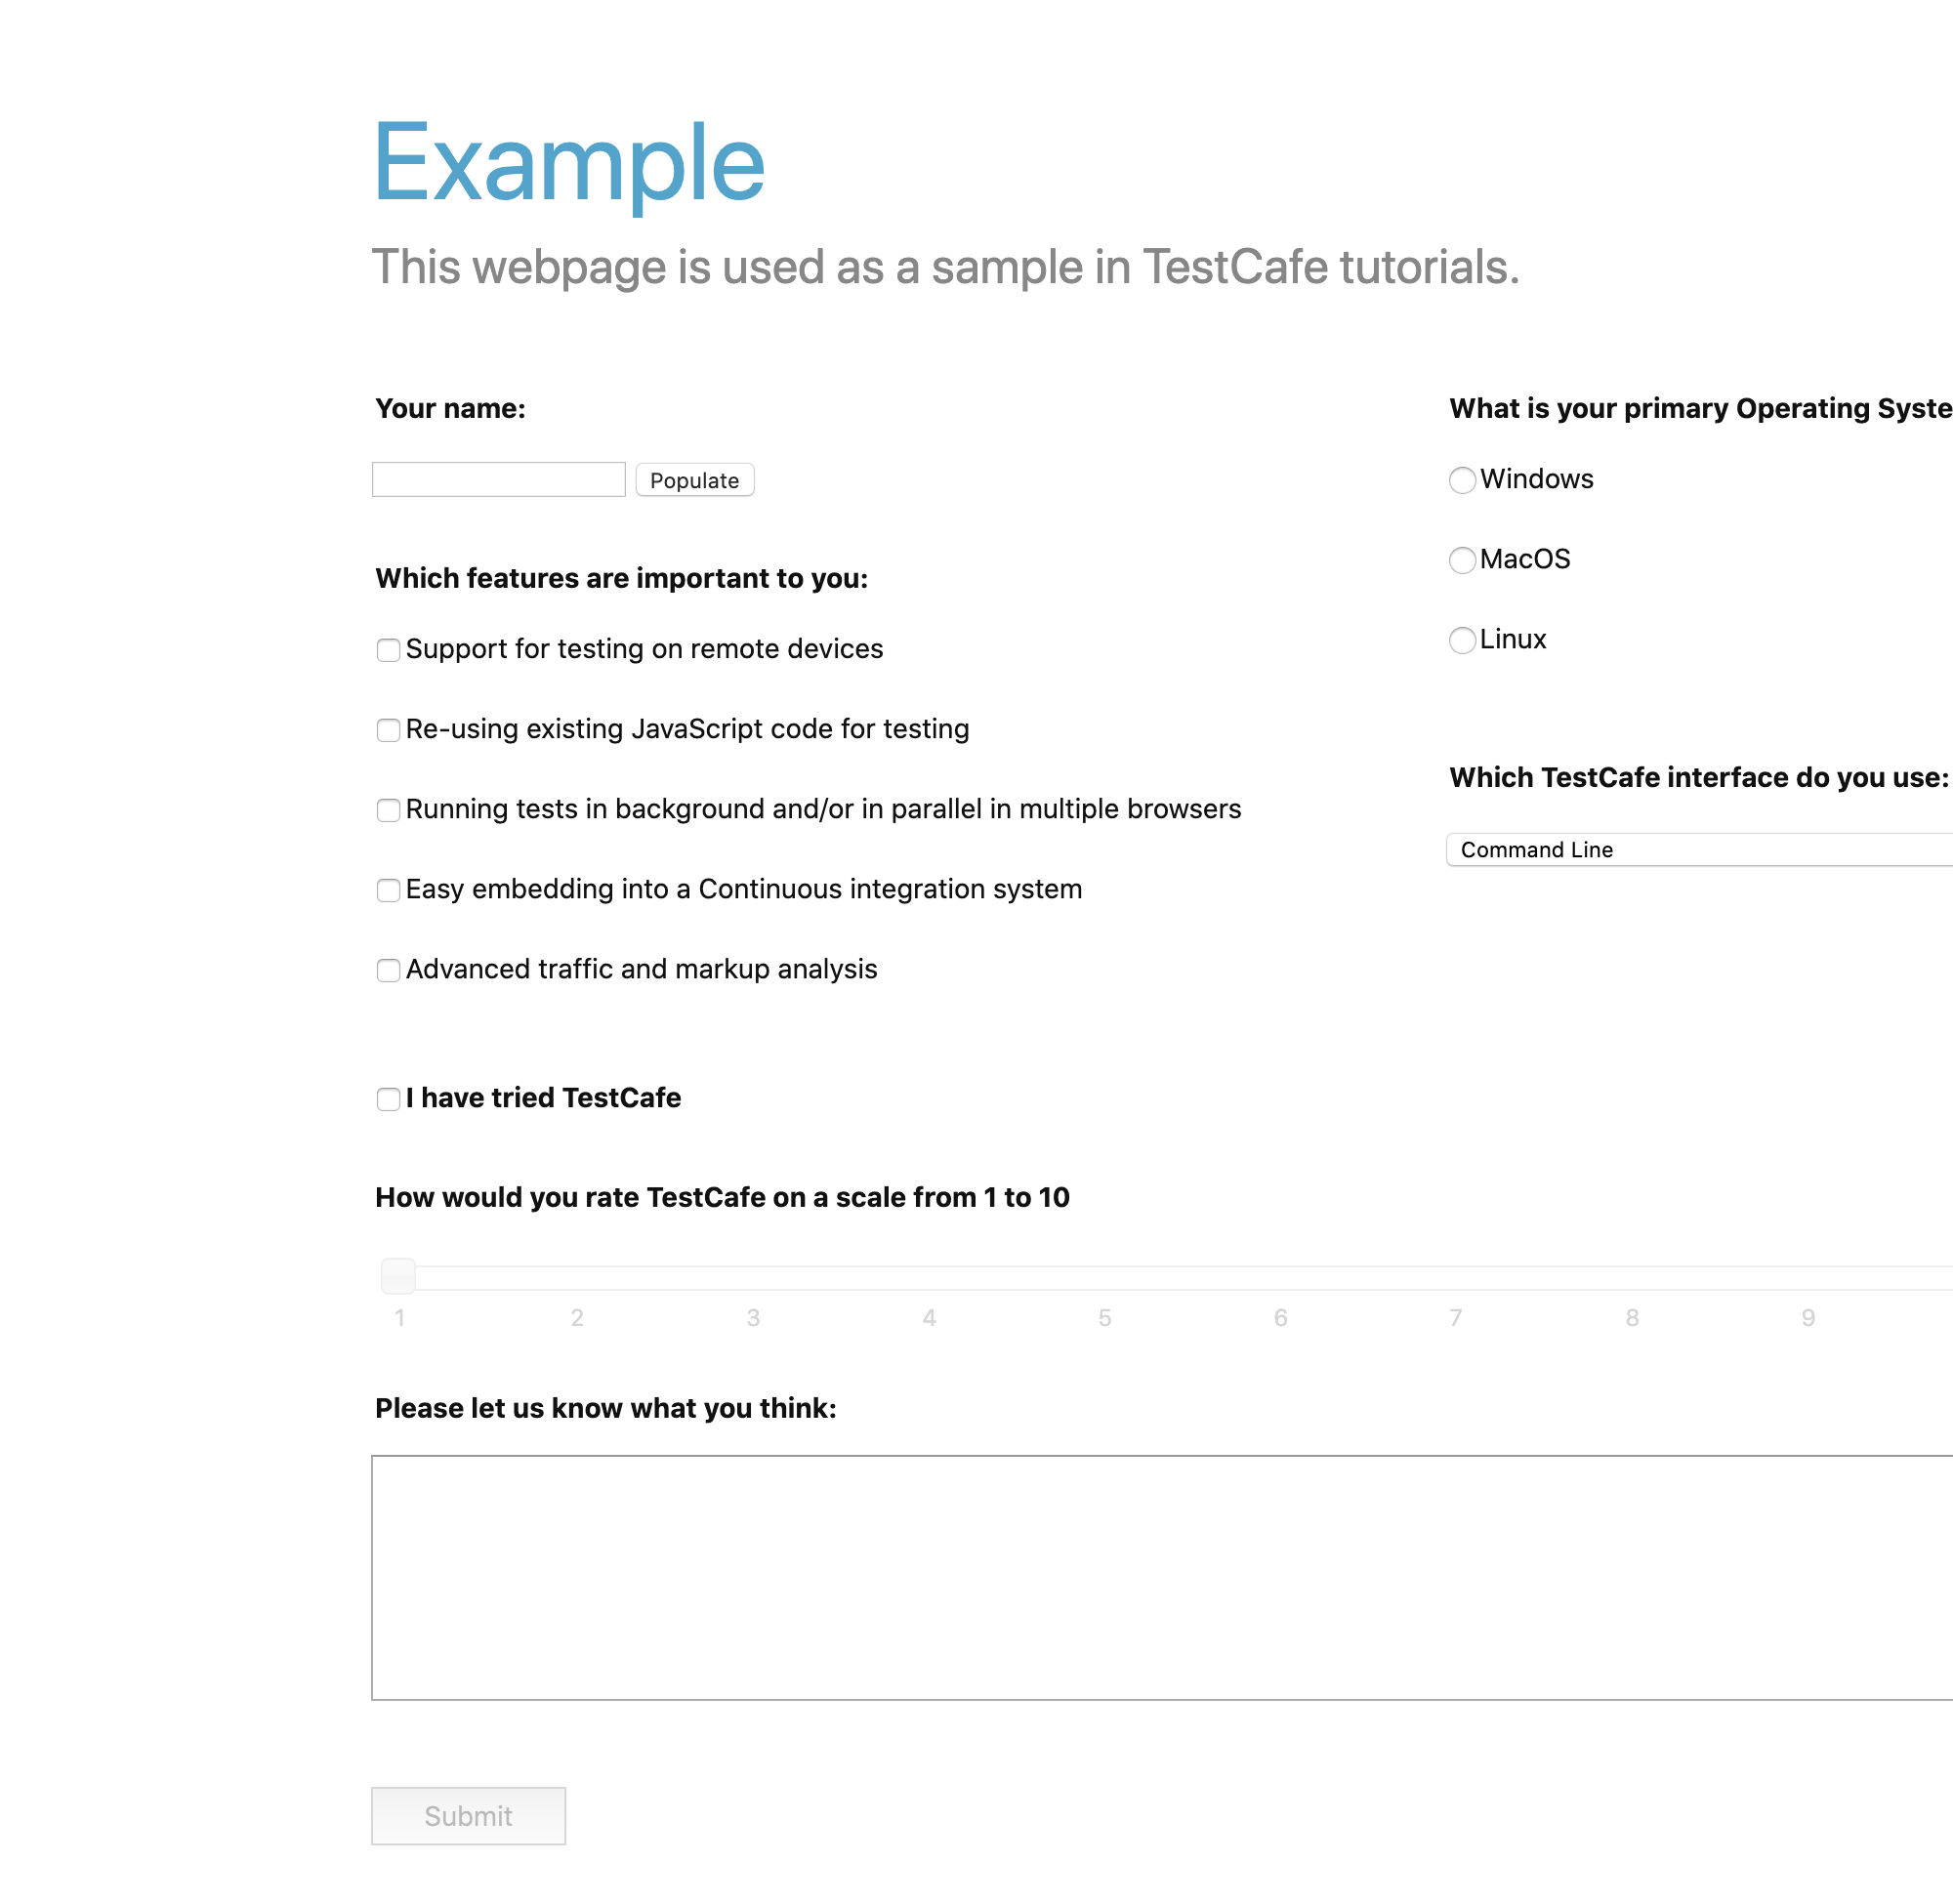 Example
This webpage is used as a sample in TestCafe tutorials.
Your name:
Populate
Which features are important to you:
Support for testing on remote devices
Re-using existing JavaScript code for testing
Running tests in background and/or in parallel in multiple browsers
Easy embedding into a Continuous integration system
Advanced traffic and markup analysis
What is your primary Operating Syste
Windows
MacOS
Linux
Which TestCafe interface do you use:
Command Line
I have tried TestCafe
How would you rate TestCafe on a scale from 1 to 10
1 2 3 4 5 6 7 8 9
Please let us know what you think:
Submit